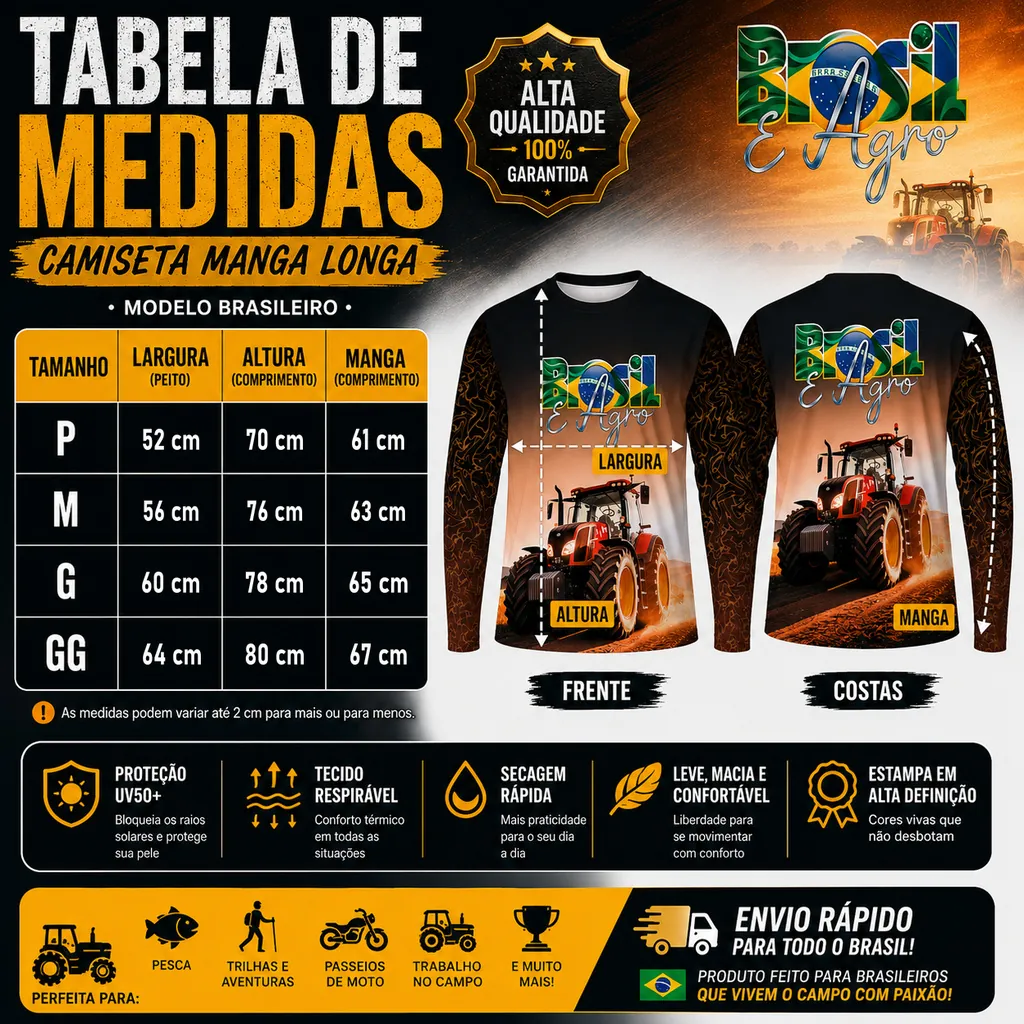 TABELA DE
MEDIDAS
CAMISETA MANGA LONGA
• MODELO BRASILEIRO •
ALTA
QUALIDADE
100%
GARANTIDA
Brasil
É Agro
TAMANHO
LARGURA
(PEITO)
ALTURA
(COMPRIMENTO)
MANGA
(COMPRIMENTO)
P 52 cm 70 cm 61 cm
M 56 cm 76 cm 63 cm
G 60 cm 78 cm 65 cm
GG 64 cm 80 cm 67 cm
! As medidas podem variar até 2 cm para mais ou para menos.
Brasil
É Agro
LARGURA
ALTURA
FRENTE
Brasil
É Agro
MANGA
COSTAS
PROTEÇÃO
UV50+
Bloqueia os raios
solares e protege
sua pele
TECIDO
RESPIRÁVEL
Conforto térmico
em todas as
situações
SECAGEM
RÁPIDA
Mais praticidade
para o seu dia
a dia
LEVE, MACIA E
CONFORTÁVEL
Liberdade para
se movimentar
com conforto
ESTAMPA EM
ALTA DEFINIÇÃO
Cores vivas que
não desbotam
PERFEITA PARA:
PESCA
TRILHAS E
AVENTURAS
PASSEIOS
DE MOTO
TRABALHO
NO CAMPO
E MUITO
MAIS!
ENVIO RÁPIDO
PARA TODO O BRASIL!
PRODUTO FEITO PARA BRASILEIROS
QUE VIVEM O CAMPO COM PAIXÃO!